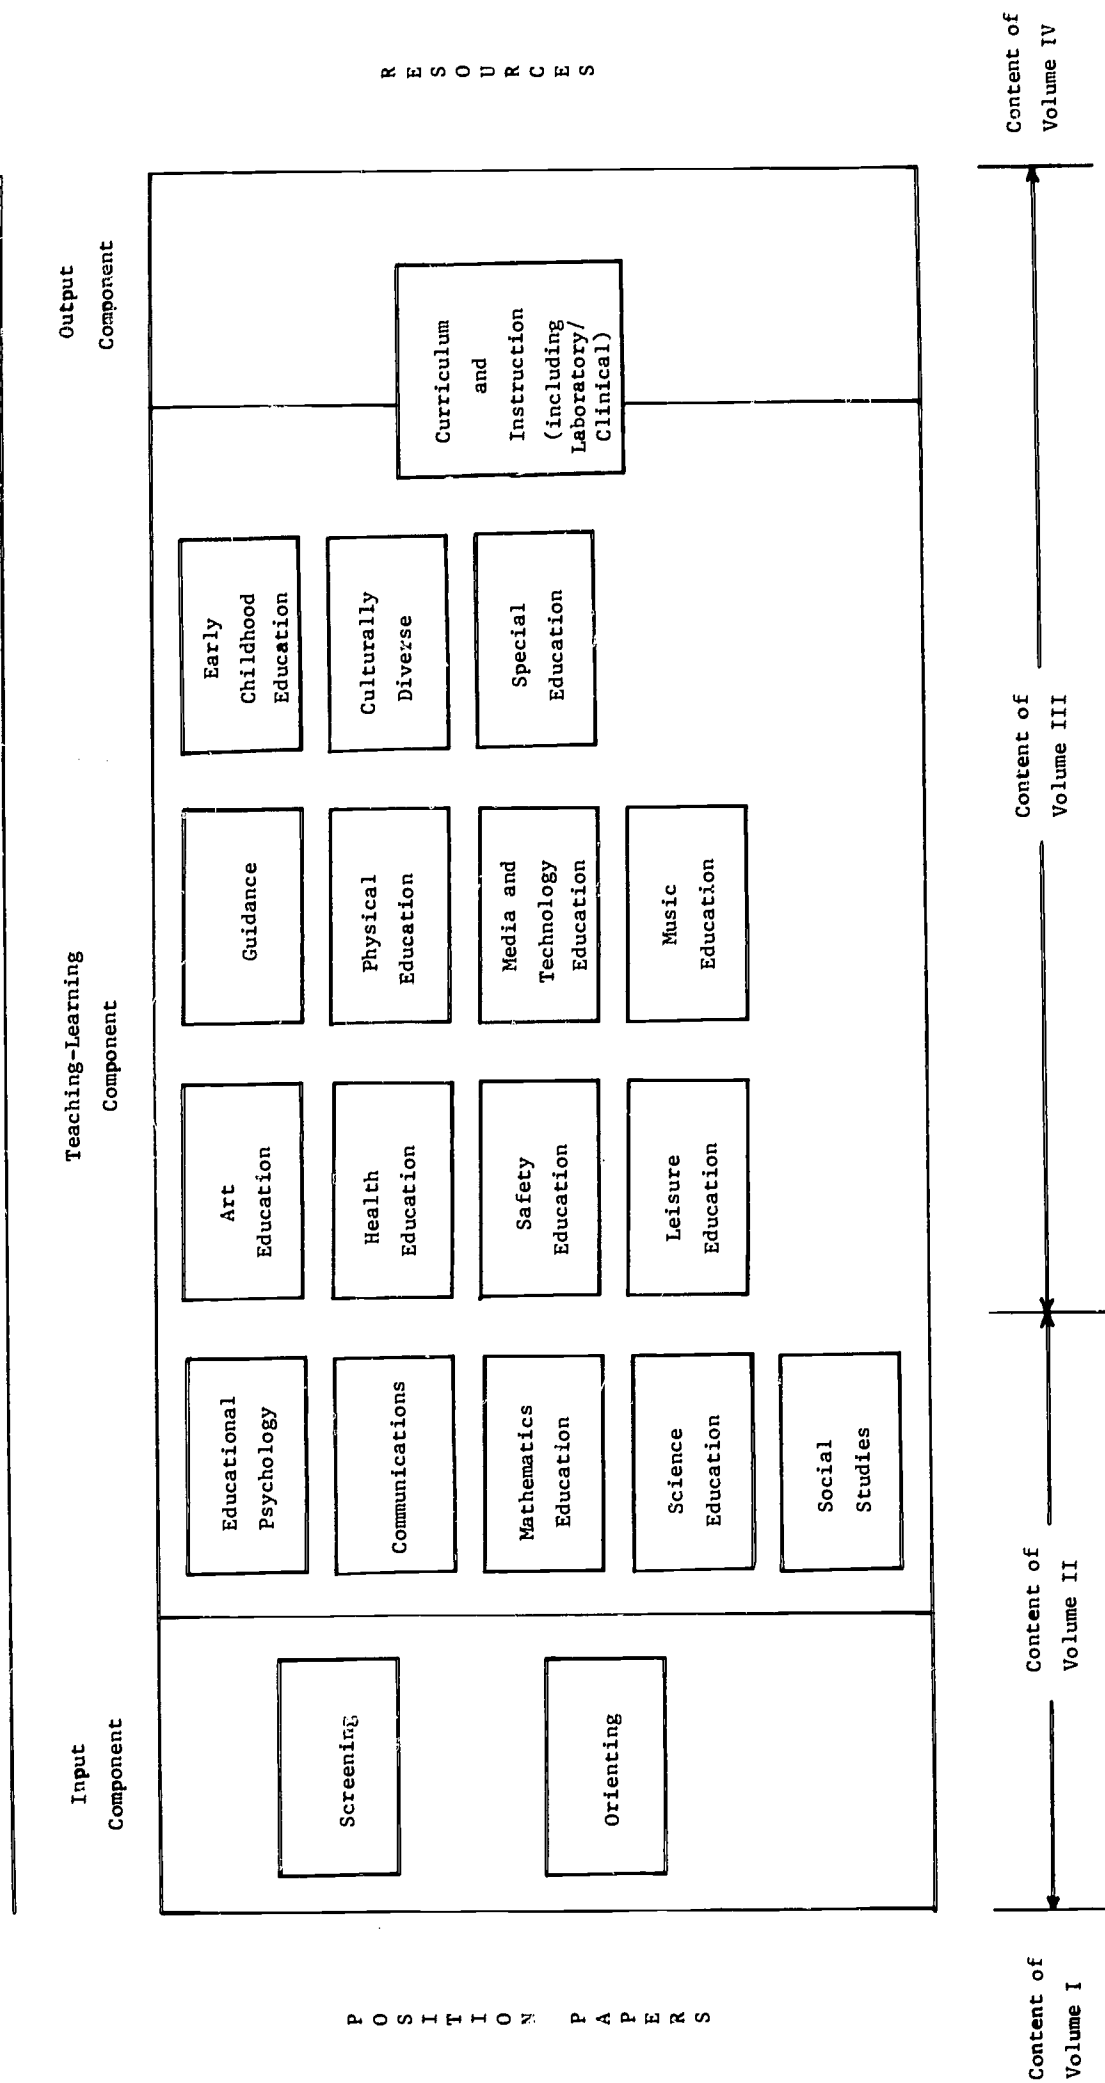 Input
Component
Teaching-Learning
Component
Output
Component
POSITION PAPERS
Screening
Orienting
Educational
Psychology
Communications
Mathematics
Education
Science
Education
Social
Studies
Art
Education
Health
Education
Safety
Education
Leisure
Education
Guidance
Physical
Education
Media and
Technology
Education
Music
Education
Early
Childhood
Education
Culturally
Diverse
Special
Education
Curriculum
and
Instruction
(including
Laboratory/
Clinical)
RESOURCES
Content of
Volume I
Content of
Volume II
Content of
Volume III
Content of
Volume IV